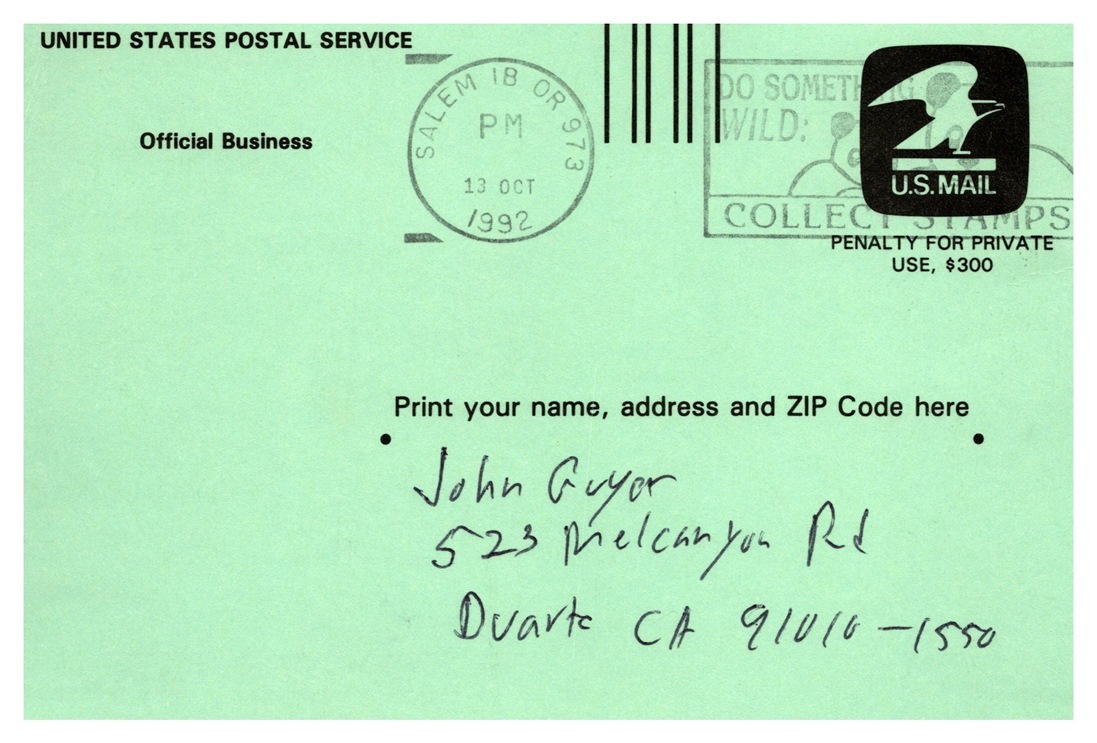 UNITED STATES POSTAL SERVICE
Official Business
SALEM IB OR 973
PM
13 OCT
1992
DO SOMETHING
WILD:
COLLECT STAMPS
U.S. MAIL
PENALTY FOR PRIVATE
USE, $300
Print your name, address and ZIP Code here
John Guyer
523 Melcanyon Rd
Duarte CA 91010-1550